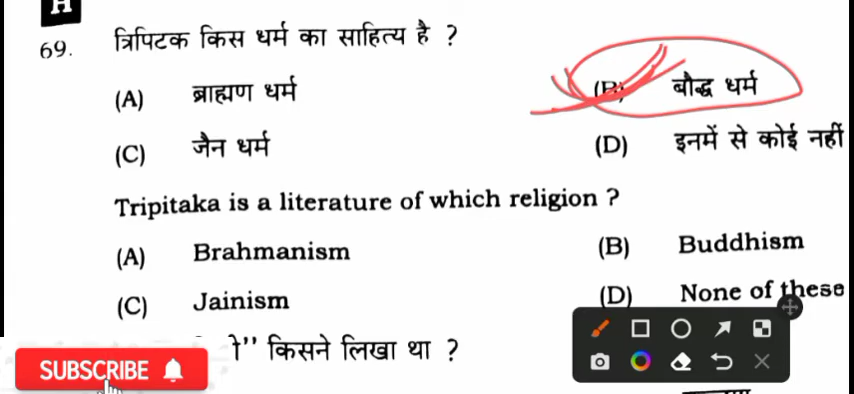 H
69. त्रिपिटक किस धर्म का साहित्य है ?
(A) ब्राह्मण धर्म (B) बौद्ध धर्म
(C) जैन धर्म (D) इनमें से कोई नहीं
Tripitaka is a literature of which religion ?
(A) Brahmanism (B) Buddhism
(C) Jainism (D) None of these
किसने लिखा था ?
SUBSCRIBE